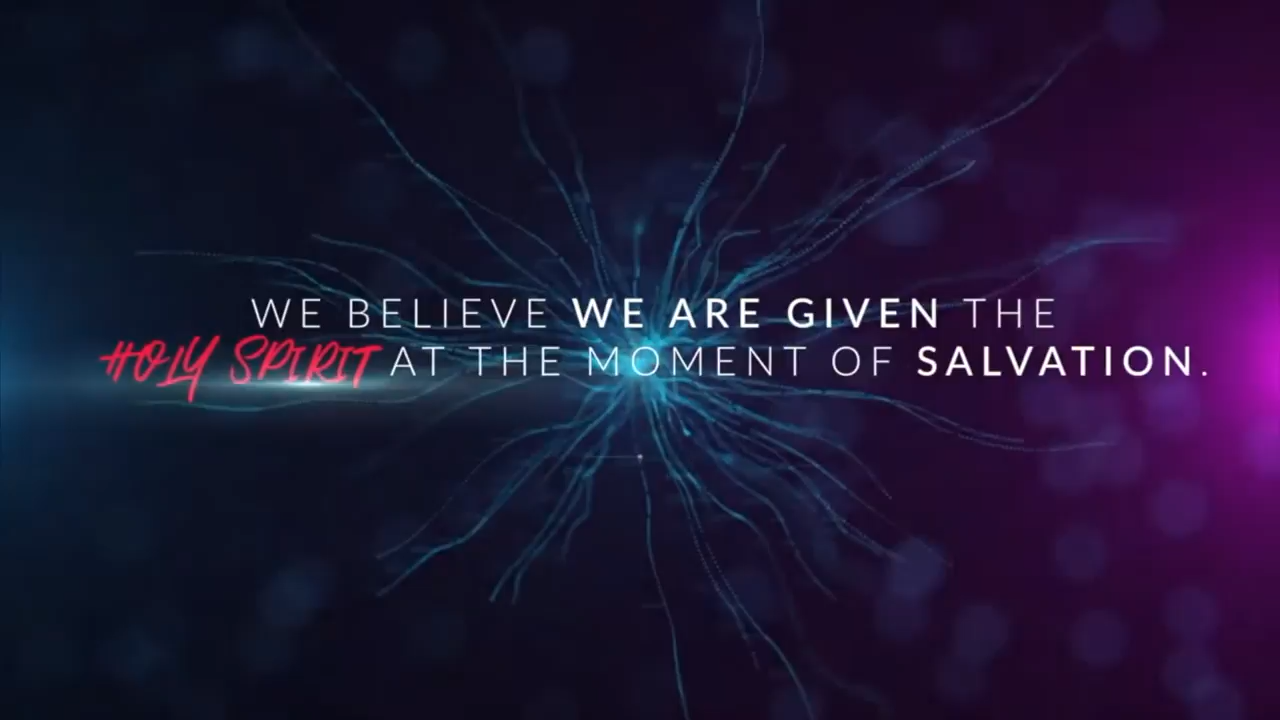 WE BELIEVE WE ARE GIVEN THE
HOLY SPIRIT AT THE MOMENT OF SALVATION.